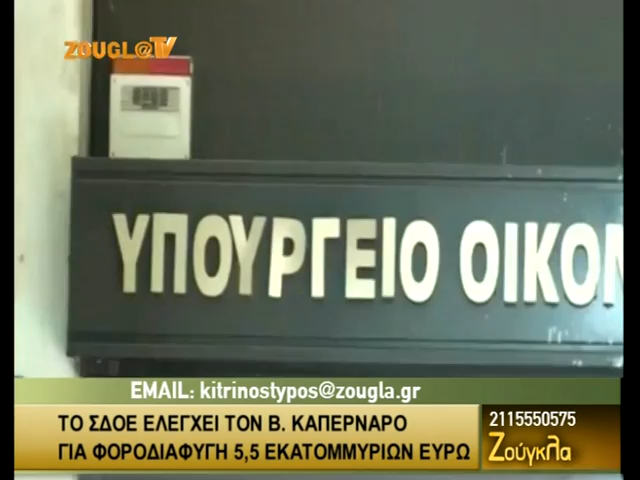 ZOUGL@TV
ΥΠΟΥΡΓΕΙΟ ΟΙΚΟΝ
EMAIL: kitrinostypos@zougla.gr
ΤΟ ΣΔΟΕ ΕΛΕΓΧΕΙ ΤΟΝ Β. ΚΑΠΕΡΝΑΡΟ
ΓΙΑ ΦΟΡΟΔΙΑΦΥΓΗ 5,5 ΕΚΑΤΟΜΜΥΡΙΩΝ ΕΥΡΩ
2115550575
Ζούγκλα